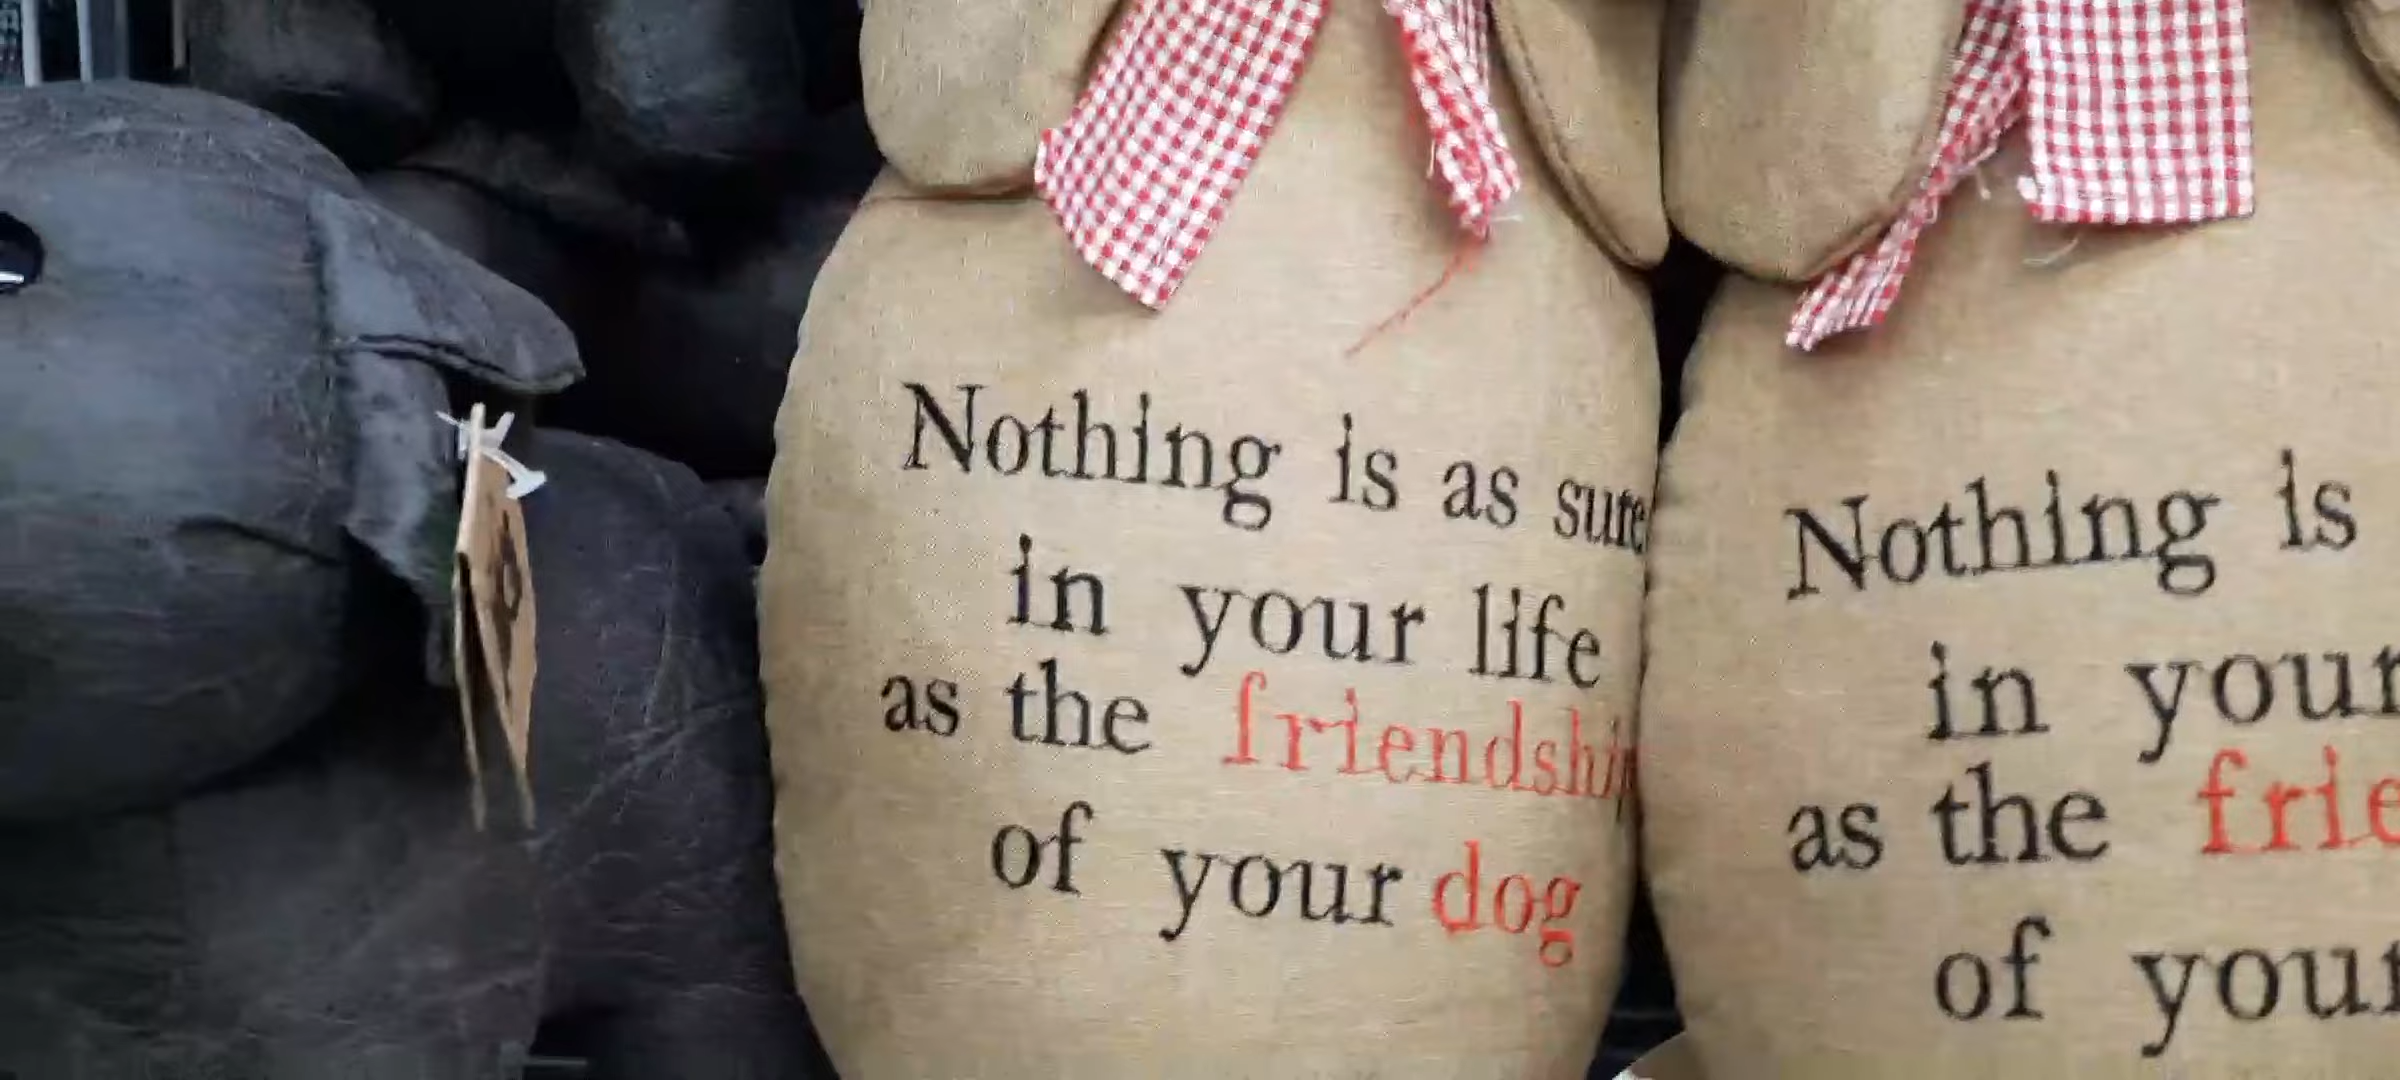 Nothing is as sure
in your life
as the friendship
of your dog
Nothing is
in your
as the frie
of your